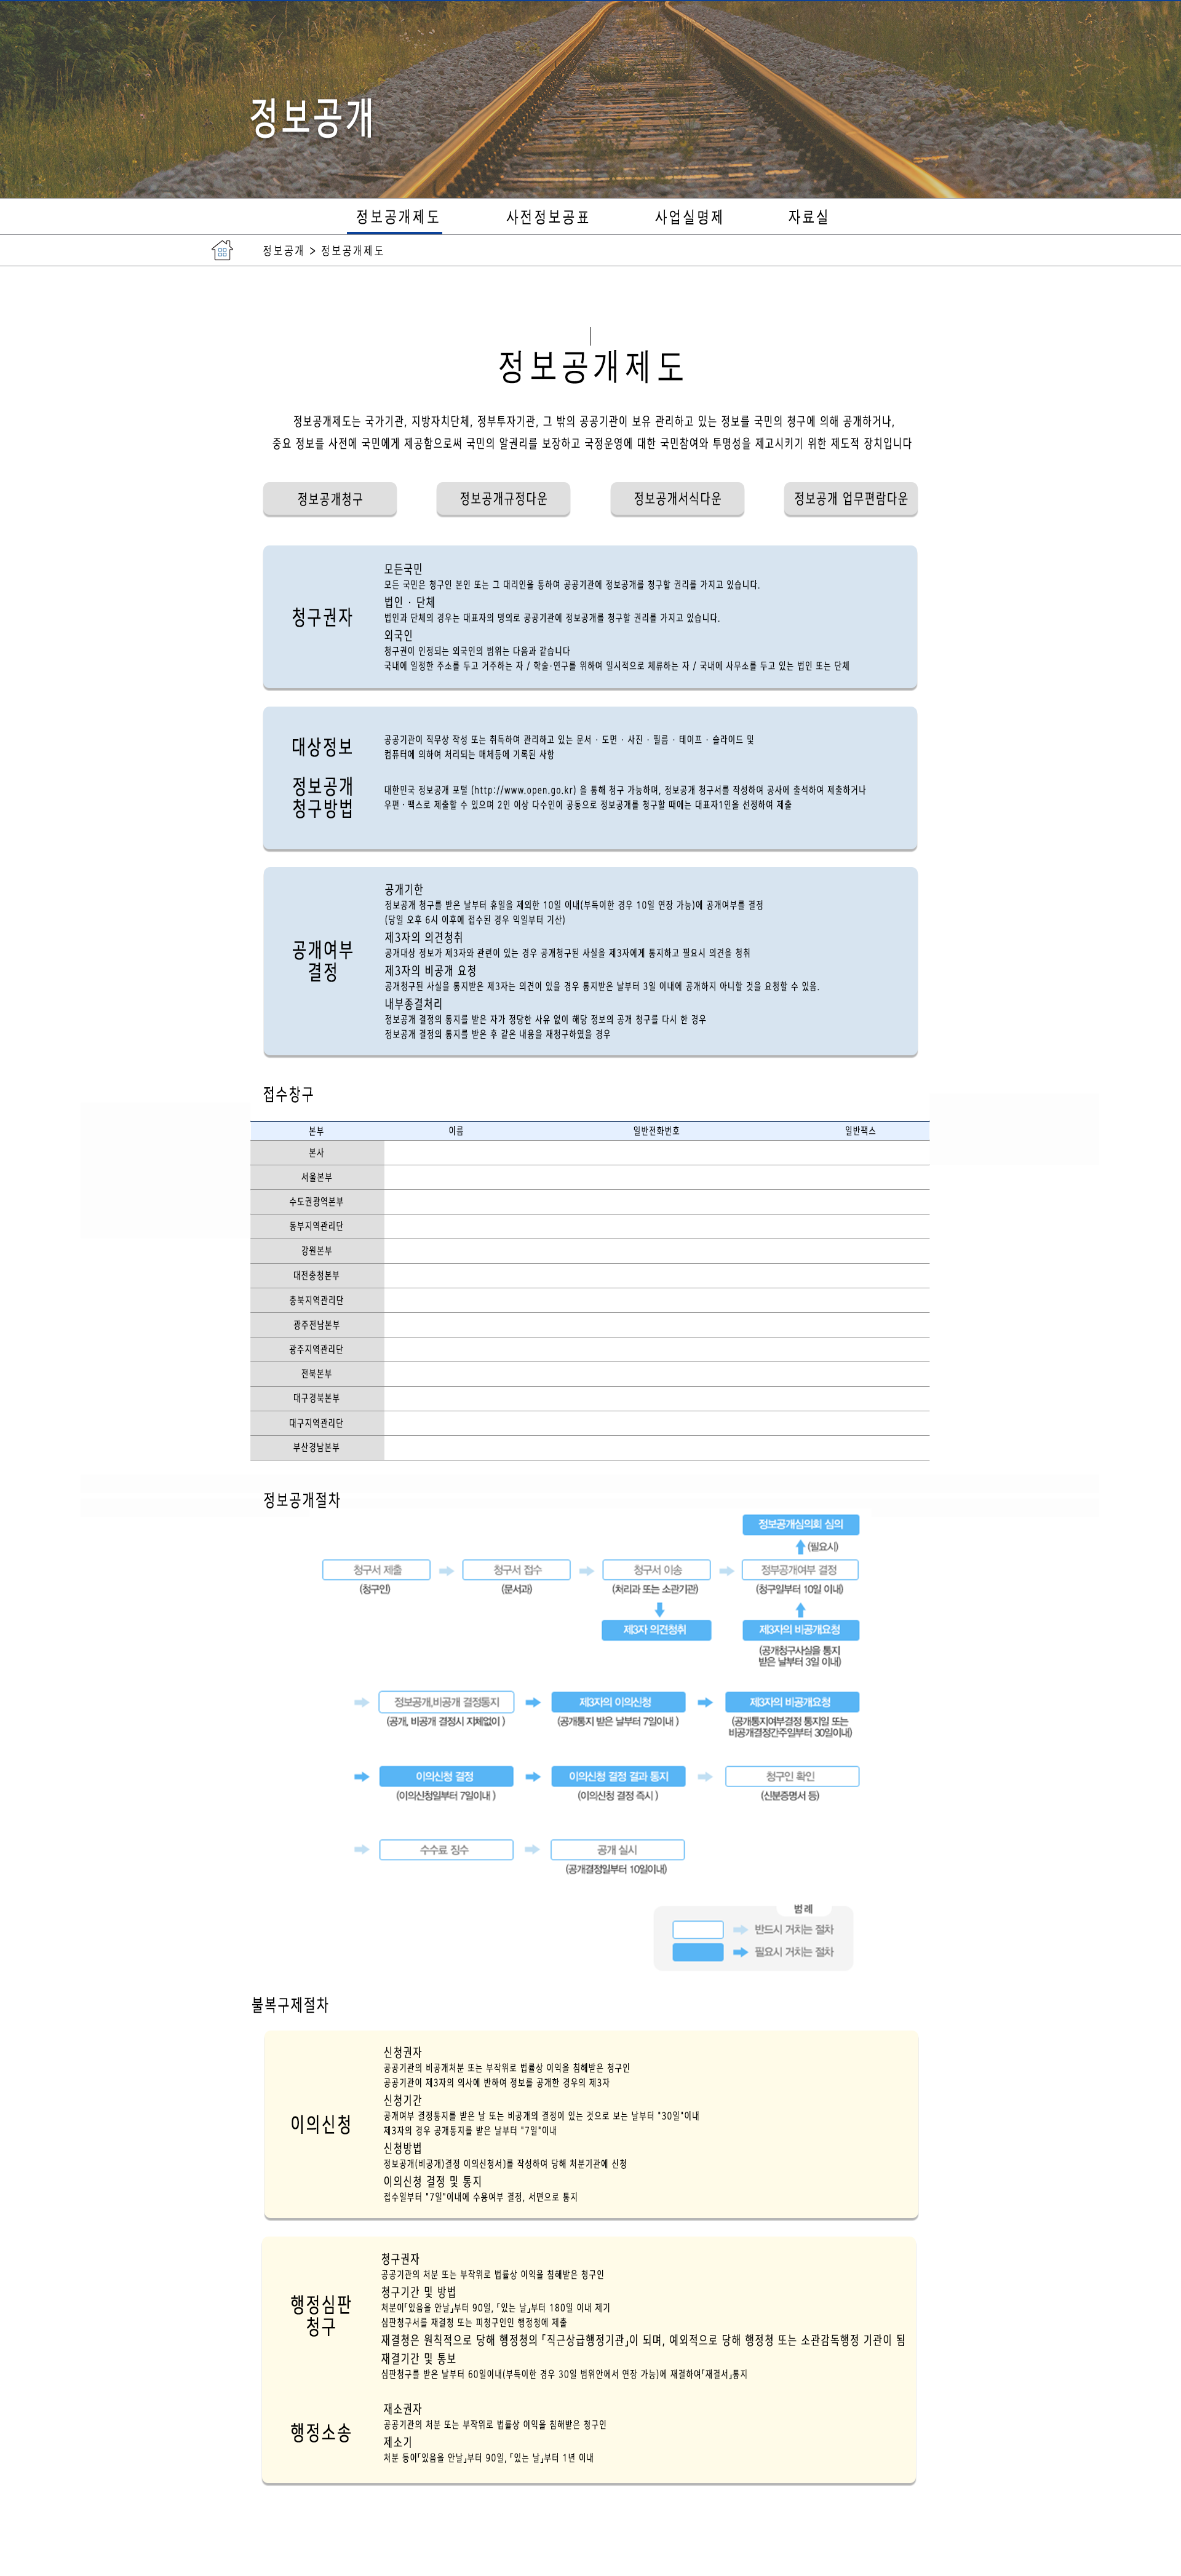 정보공개
정보공개제도
사전정보공표
사업실명제
자료실
정보공개 > 정보공개제도
정보공개제도
정보공개제도는 국가기관, 지방자치단체, 정부투자기관, 그 밖의 공공기관이 보유 관리하고 있는 정보를 국민의 청구에 의해 공개하거나,
중요 정보를 사전에 국민에게 제공함으로써 국민의 알권리를 보장하고 국정운영에 대한 국민참여와 투명성을 제고시키기 위한 제도적 장치입니다
정보공개청구
정보공개규정다운
정보공개서식다운
정보공개 업무편람다운
청구권자
모든국민
모든 국민은 청구인 본인 또는 그 대리인을 통하여 공공기관에 정보공개를 청구할 권리를 가지고 있습니다.
법인 · 단체
법인과 단체의 경우는 대표자의 명의로 공공기관에 정보공개를 청구할 권리를 가지고 있습니다.
외국인
청구권이 인정되는 외국인의 범위는 다음과 같습니다
국내에 일정한 주소를 두고 거주하는 자 / 학술·연구를 위하여 일시적으로 체류하는 자 / 국내에 사무소를 두고 있는 법인 또는 단체
대상정보
공공기관이 직무상 작성 또는 취득하여 관리하고 있는 문서 · 도면 · 사진 · 필름 · 테이프 · 슬라이드 및
컴퓨터에 의하여 처리되는 매체등에 기록된 사항
정보공개
청구방법
대한민국 정보공개 포털 (http://www.open.go.kr) 을 통해 청구 가능하며, 정보공개 청구서를 작성하여 공사에 출석하여 제출하거나
우편 · 팩스로 제출할 수 있으며 2인 이상 다수인이 공동으로 정보공개를 청구할 때에는 대표자1인을 선정하여 제출
공개여부
결정
공개기한
정보공개 청구를 받은 날부터 휴일을 제외한 10일 이내(부득이한 경우 10일 연장 가능)에 공개여부를 결정
(당일 오후 6시 이후에 접수된 경우 익일부터 기산)
제3자의 의견청취
공개대상 정보가 제3자와 관련이 있는 경우 공개청구된 사실을 제3자에게 통지하고 필요시 의견을 청취
제3자의 비공개 요청
공개청구된 사실을 통지받은 제3자는 의견이 있을 경우 통지받은 날부터 3일 이내에 공개하지 아니할 것을 요청할 수 있음.
내부종결처리
정보공개 결정의 통지를 받은 자가 정당한 사유 없이 해당 정보의 공개 청구를 다시 한 경우
정보공개 결정의 통지를 받은 후 같은 내용을 재청구하였을 경우
접수창구
본부 이름 일반전화번호 일반팩스
본사
서울본부
수도권광역본부
동부지역관리단
강원본부
대전충청본부
충북지역관리단
광주전남본부
광주지역관리단
전북본부
대구경북본부
대구지역관리단
부산경남본부
정보공개절차
정보공개심의회 심의
(필요시)
청구서 제출 청구서 접수 청구서 이송 정부공개여부 결정
(청구인) (문서과) (처리과 또는 소관기관) (청구일부터 10일 이내)
제3자 의견청취 제3자의 비공개요청
(공개청구사실을 통지
받은 날부터 3일 이내)
정보공개,비공개 결정통지 제3자의 이의신청 제3자의 비공개요청
(공개, 비공개 결정시 지체없이 ) (공개통지 받은 날부터 7일이내 ) (공개통지여부결정 통지일 또는
비공개결정간주일부터 30일이내)
이의신청 결정 이의신청 결정 결과 통지 청구인 확인
(이의신청일부터 7일이내 ) (이의신청 결정 즉시 ) (신분증명서 등)
수수료 징수 공개 실시
(공개결정일부터 10일이내)
범례
반드시 거치는 절차
필요시 거치는 절차
불복구제절차
이의신청
신청권자
공공기관의 비공개처분 또는 부작위로 법률상 이익을 침해받은 청구인
공공기관이 제3자의 의사에 반하여 정보를 공개한 경우의 제3자
신청기간
공개여부 결정통지를 받은 날 또는 비공개의 결정이 있는 것으로 보는 날부터 "30일"이내
제3자의 경우 공개통지를 받은 날부터 "7일"이내
신청방법
정보공개(비공개)결정 이의신청서)를 작성하여 당해 처분기관에 신청
이의신청 결정 및 통지
접수일부터 "7일"이내에 수용여부 결정, 서면으로 통지
행정심판
청구
청구권자
공공기관의 처분 또는 부작위로 법률상 이익을 침해받은 청구인
청구기간 및 방법
처분이「있음을 안날」부터 90일, 「있는 날」부터 180일 이내 제기
심판청구서를 재결청 또는 피청구인인 행정청에 제출
재결청은 원칙적으로 당해 행정청의 「직근상급행정기관」이 되며, 예외적으로 당해 행정청 또는 소관감독행정 기관이 됨
재결기간 및 통보
심판청구를 받은 날부터 60일이내(부득이한 경우 30일 범위안에서 연장 가능)에 재결하여「재결서」통지
행정소송
재소권자
공공기관의 처분 또는 부작위로 법률상 이익을 침해받은 청구인
제소기
처분 등이「있음을 안날」부터 90일, 「있는 날」부터 1년 이내